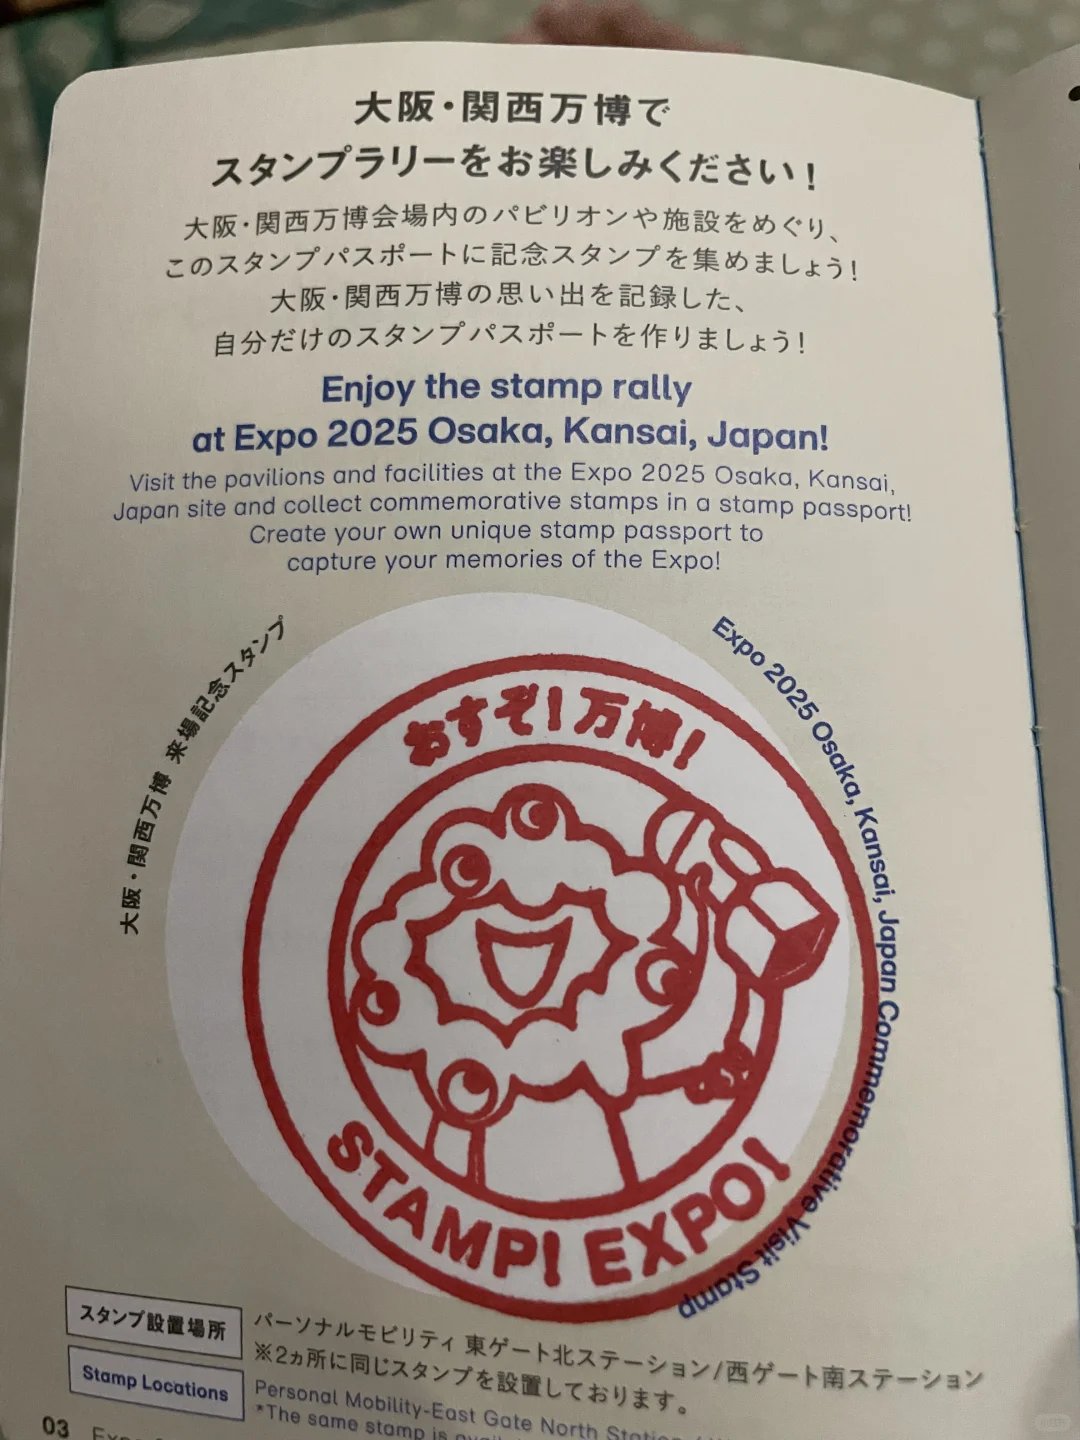 大阪・関西万博で
スタンプラリーをお楽しみください！
大阪・関西万博会場内のパビリオンや施設をめぐり、
このスタンプパスポートに記念スタンプを集めましょう！
大阪・関西万博の思い出を記録した、
自分だけのスタンプパスポートを作りましょう！
Enjoy the stamp rally
at Expo 2025 Osaka, Kansai, Japan!
Visit the pavilions and facilities at the Expo 2025 Osaka, Kansai,
Japan site and collect commemorative stamps in a stamp passport!
Create your own unique stamp passport to
capture your memories of the Expo!
大阪・関西万博 来場記念スタンプ
Expo 2025 Osaka, Kansai, Japan Commemorative Visit Stamp
おすぞ！万博！
STAMP! EXPO!
スタンプ設置場所
パーソナルモビリティ 東ゲート北ステーション/西ゲート南ステーション
※2ヵ所に同じスタンプを設置しております。
Stamp Locations
Personal Mobility-East Gate North Station /
*The same stamp is
03